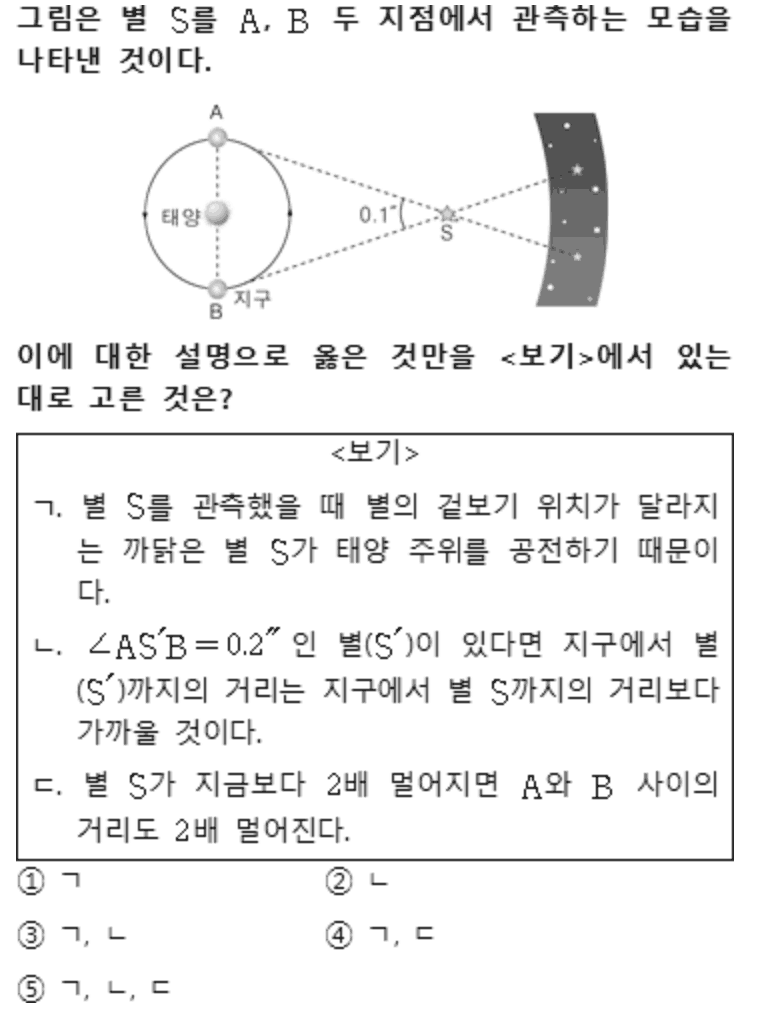 그림은 별 S를 A, B 두 지점에서 관측하는 모습을
나타낸 것이다.
A
태양
0.1″
S
B
지구
이에 대한 설명으로 옳은 것만을 <보기>에서 있는
대로 고른 것은?
<보기>
ㄱ. 별 S를 관측했을 때 별의 겉보기 위치가 달라지
는 까닭은 별 S가 태양 주위를 공전하기 때문이
다.
ㄴ. ∠AS′B=0.2″인 별(S′)이 있다면 지구에서 별
(S′)까지의 거리는 지구에서 별 S까지의 거리보다
가까울 것이다.
ㄷ. 별 S가 지금보다 2배 멀어지면 A와 B 사이의
거리도 2배 멀어진다.
① ㄱ ② ㄴ
③ ㄱ, ㄴ ④ ㄱ, ㄷ
⑤ ㄱ, ㄴ, ㄷ